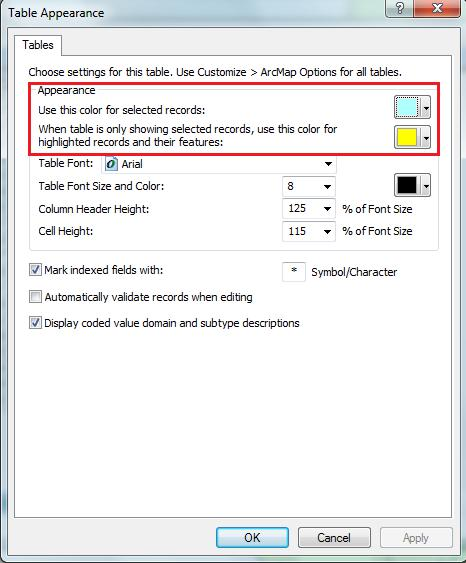 Table Appearance
?
Tables
Choose settings for this table. Use Customize > ArcMap Options for all tables.
Appearance
Use this color for selected records:
When table is only showing selected records, use this color for
highlighted records and their features:
Table Font: O Arial
Table Font Size and Color: 8
Column Header Height: 125 % of Font Size
Cell Height: 115 % of Font Size
Mark indexed fields with: * Symbol/Character
Automatically validate records when editing
Display coded value domain and subtype descriptions
OK Cancel Apply